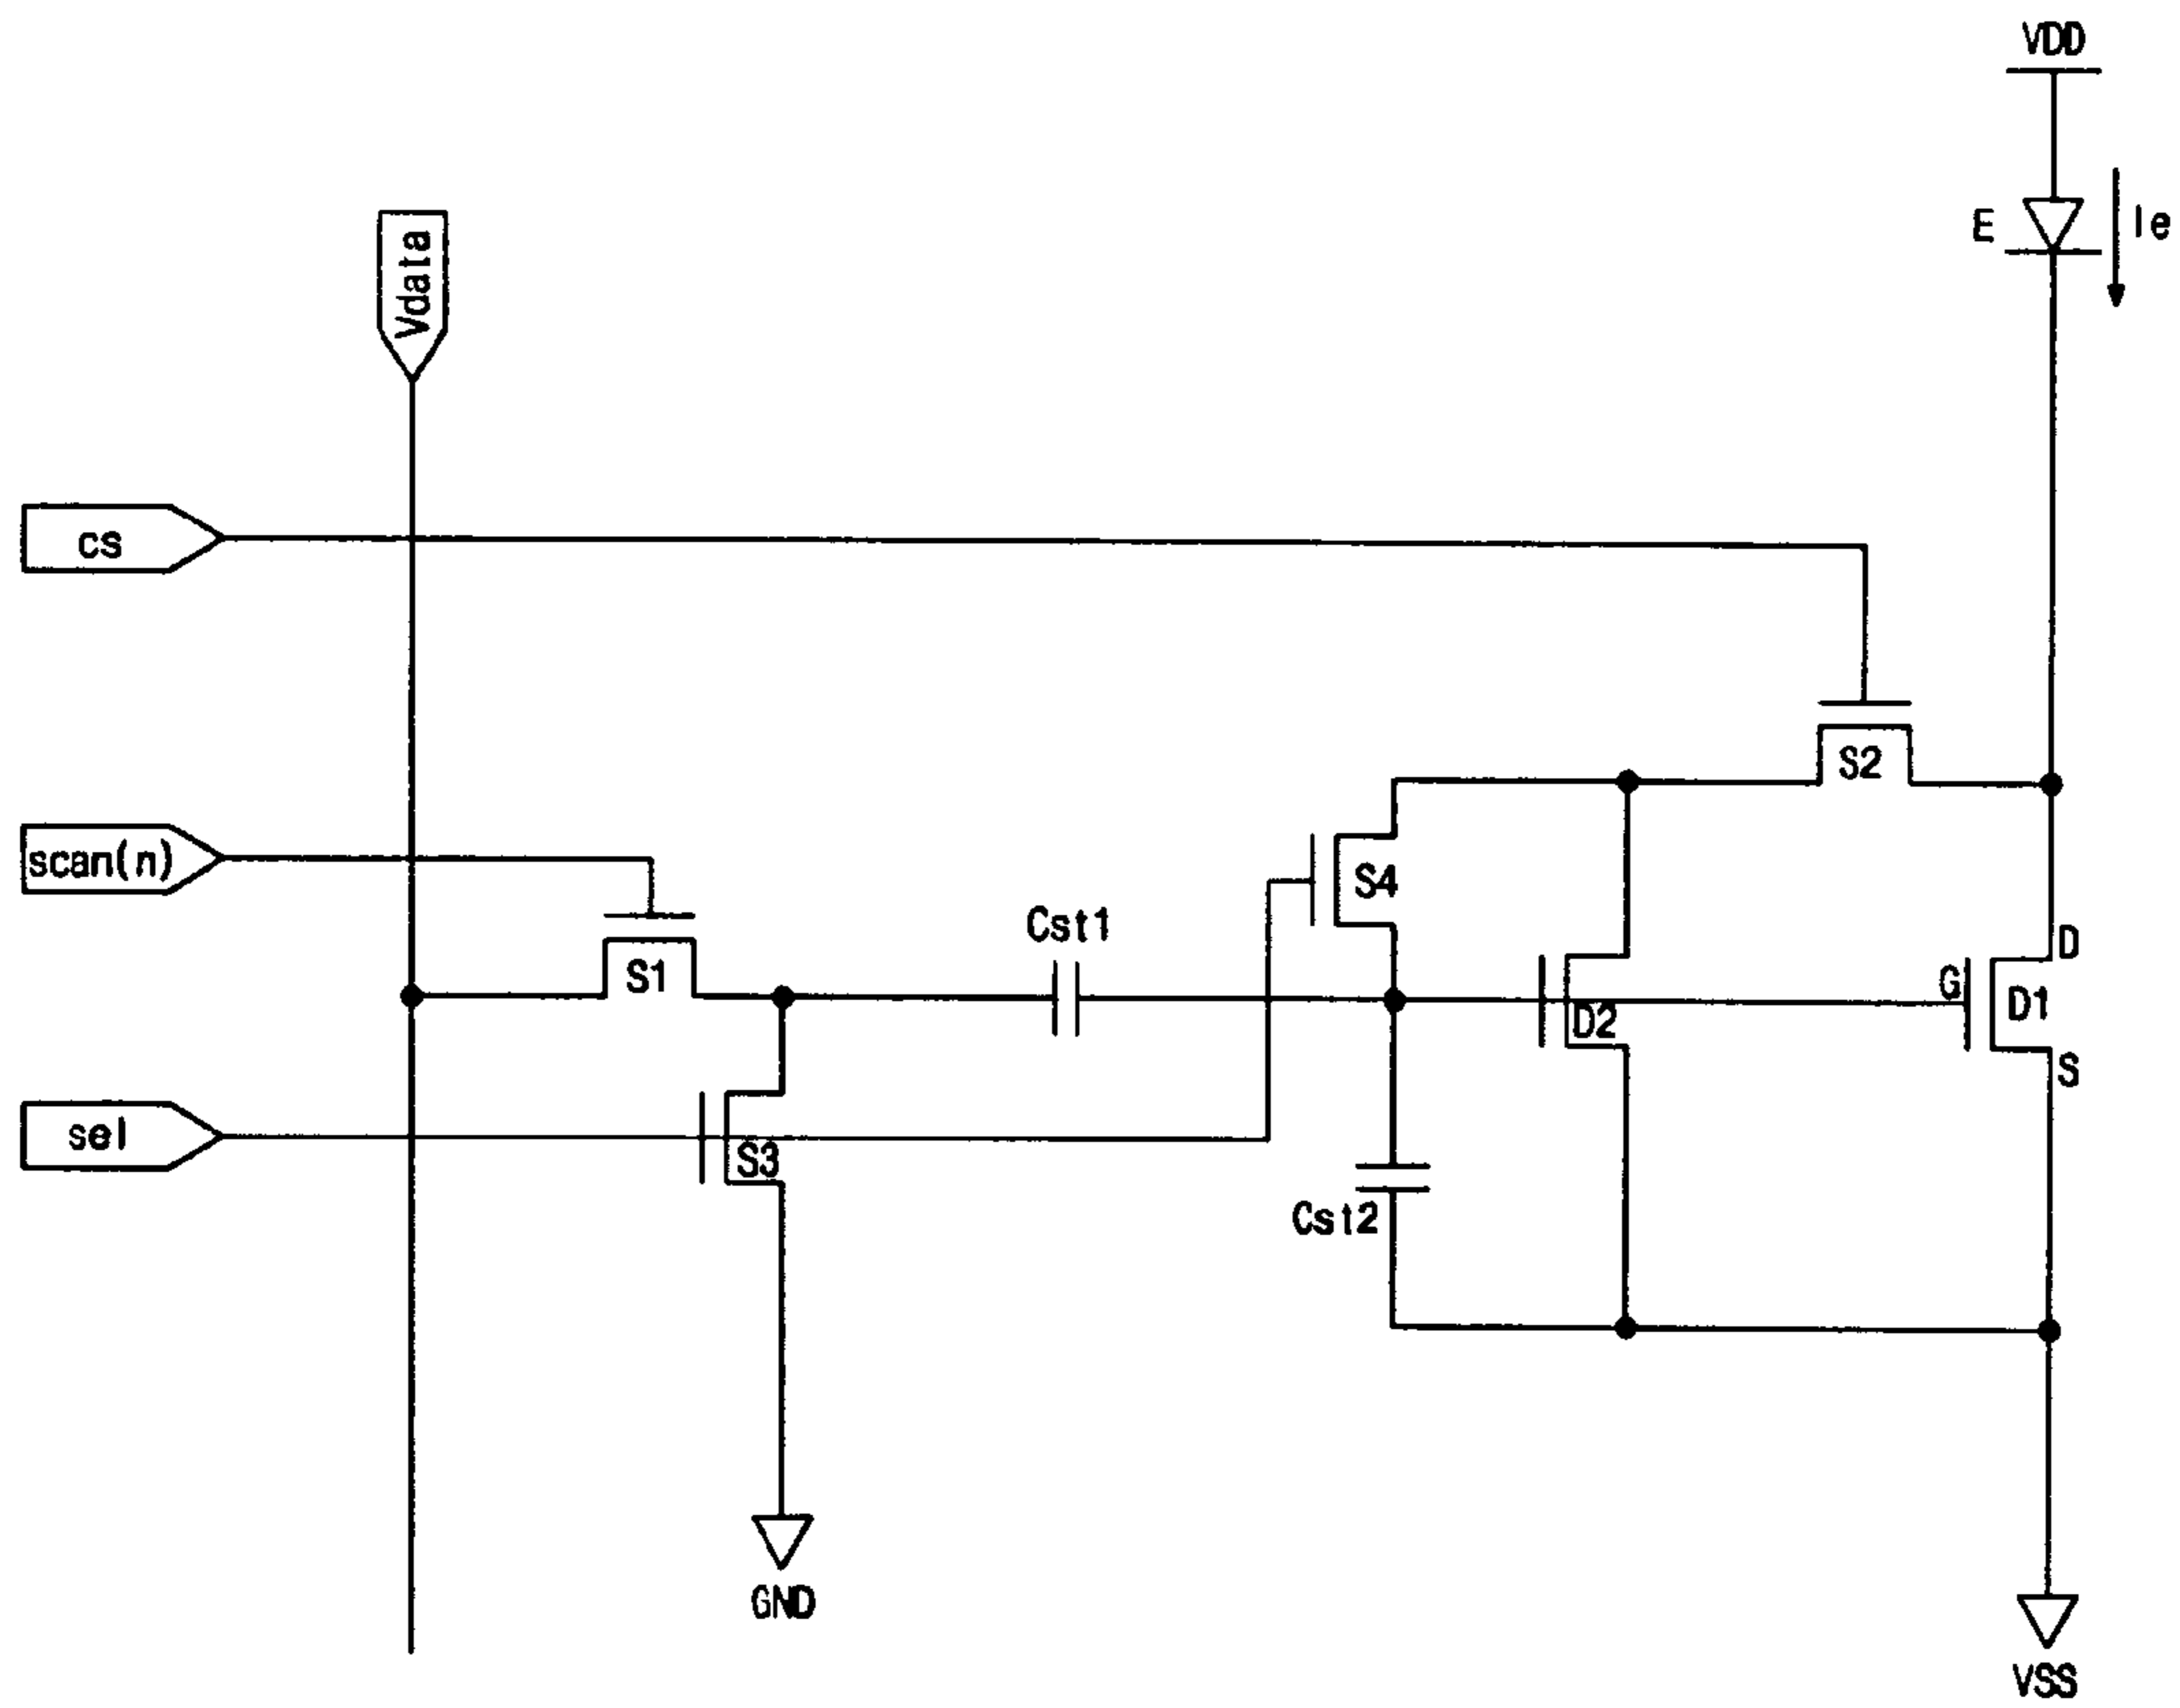 VDD
E
Ie
Vdata
cs
S2
scan(n)
S4
Cst1
S1
D
G
D1
D2
S
sel
S3
Cst2
GND
VSS